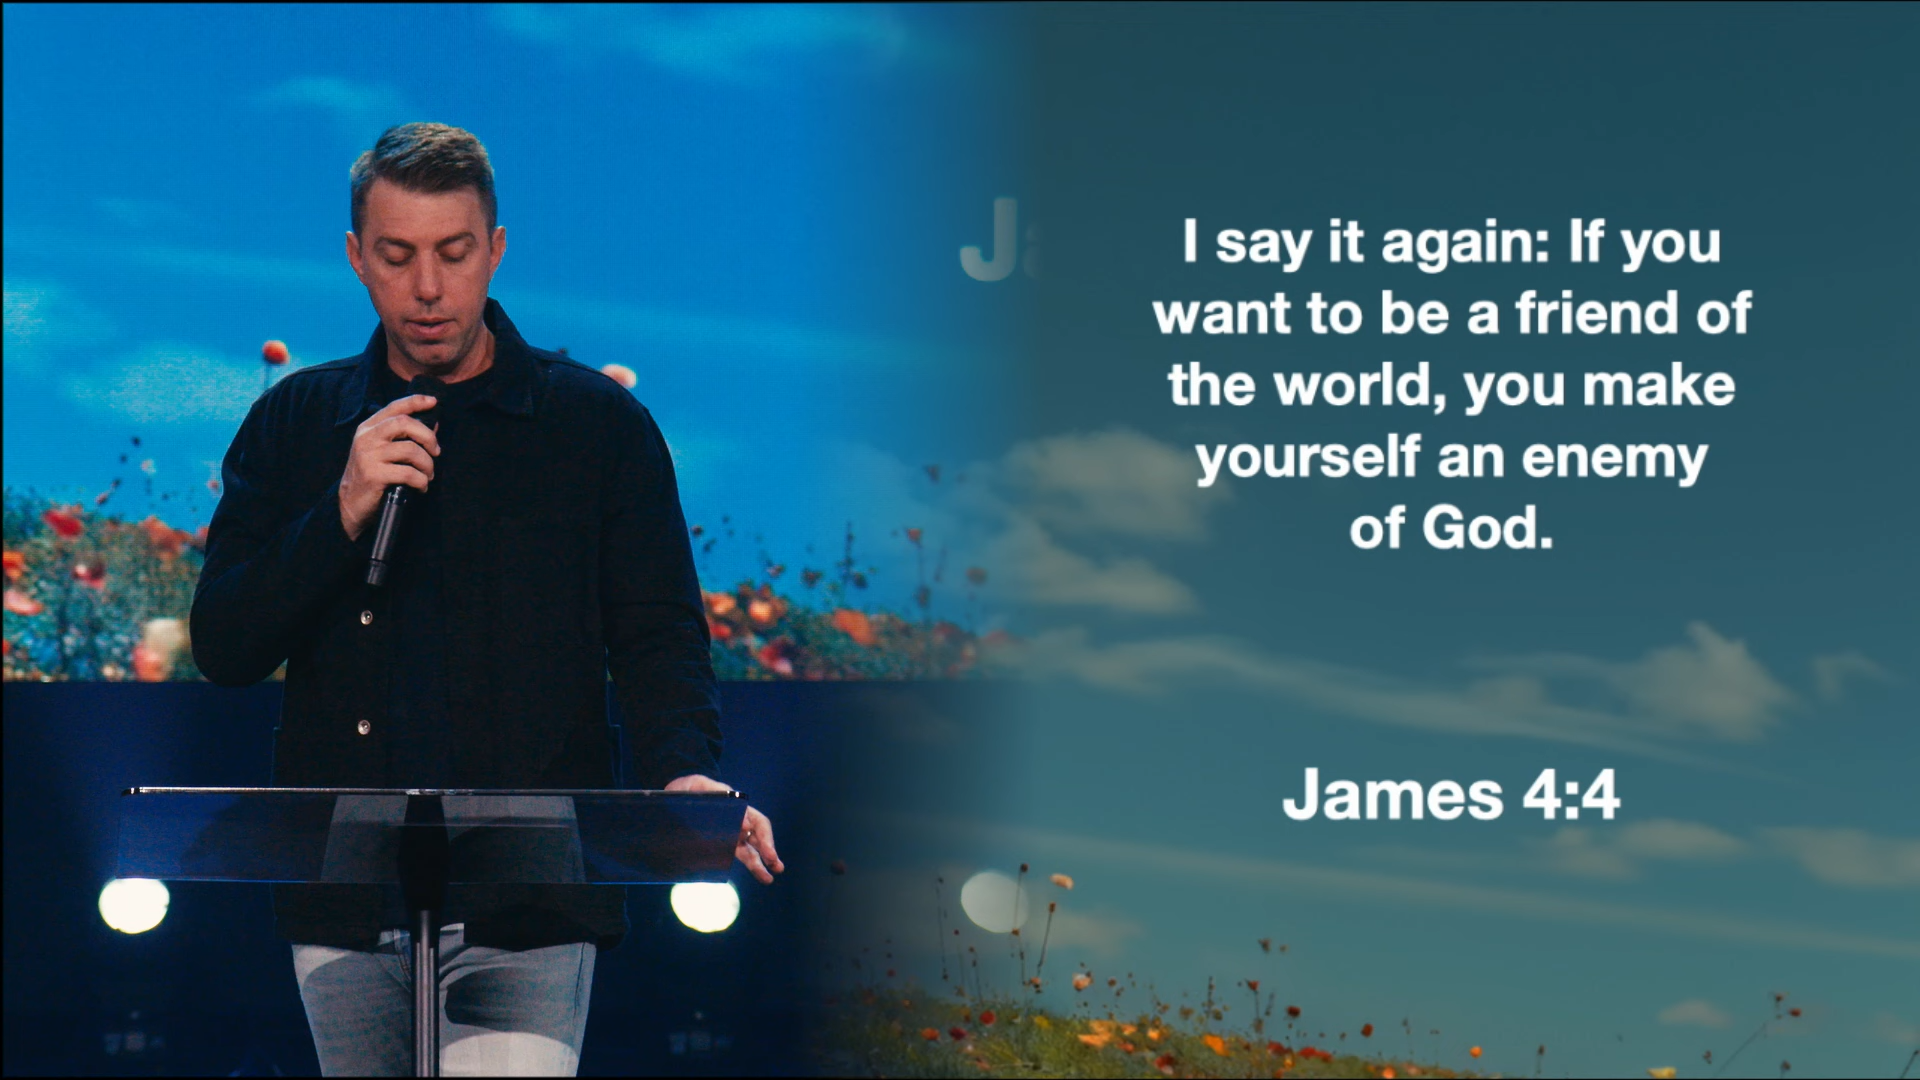 I say it again: If you
want to be a friend of
the world, you make
yourself an enemy
of God.
James 4:4